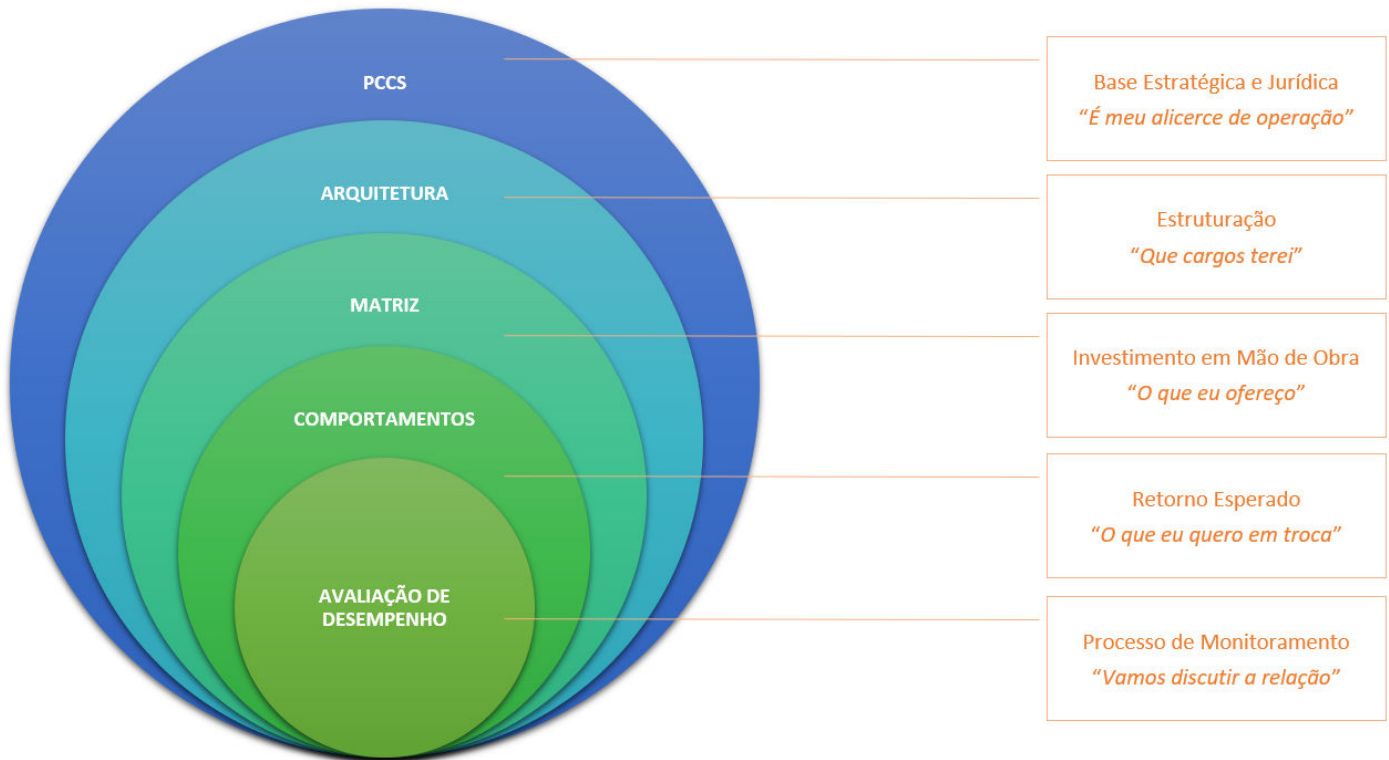 PCCS
ARQUITETURA
MATRIZ
COMPORTAMENTOS
AVALIAÇÃO DE
DESEMPENHO
Base Estratégica e Jurídica
“É meu alicerce de operação”
Estruturação
“Que cargos terei”
Investimento em Mão de Obra
“O que eu ofereço”
Retorno Esperado
“O que eu quero em troca”
Processo de Monitoramento
“Vamos discutir a relação”